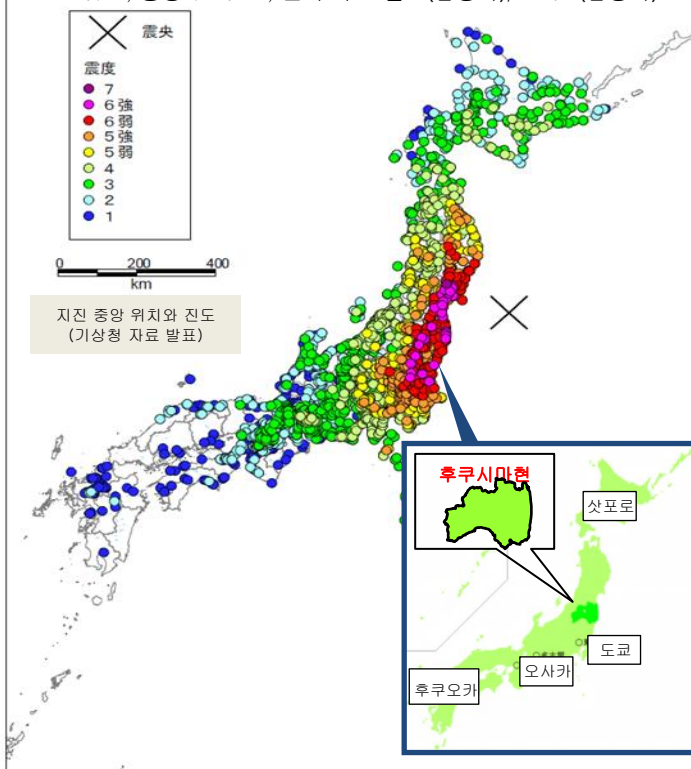 震央
震度
7
6強
6弱
5強
5弱
4
3
2
1
0 200 400
km
지진 중앙 위치와 진도
(기상청 자료 발표)
후쿠시마현
삿포로
도쿄
오사카
후쿠오카